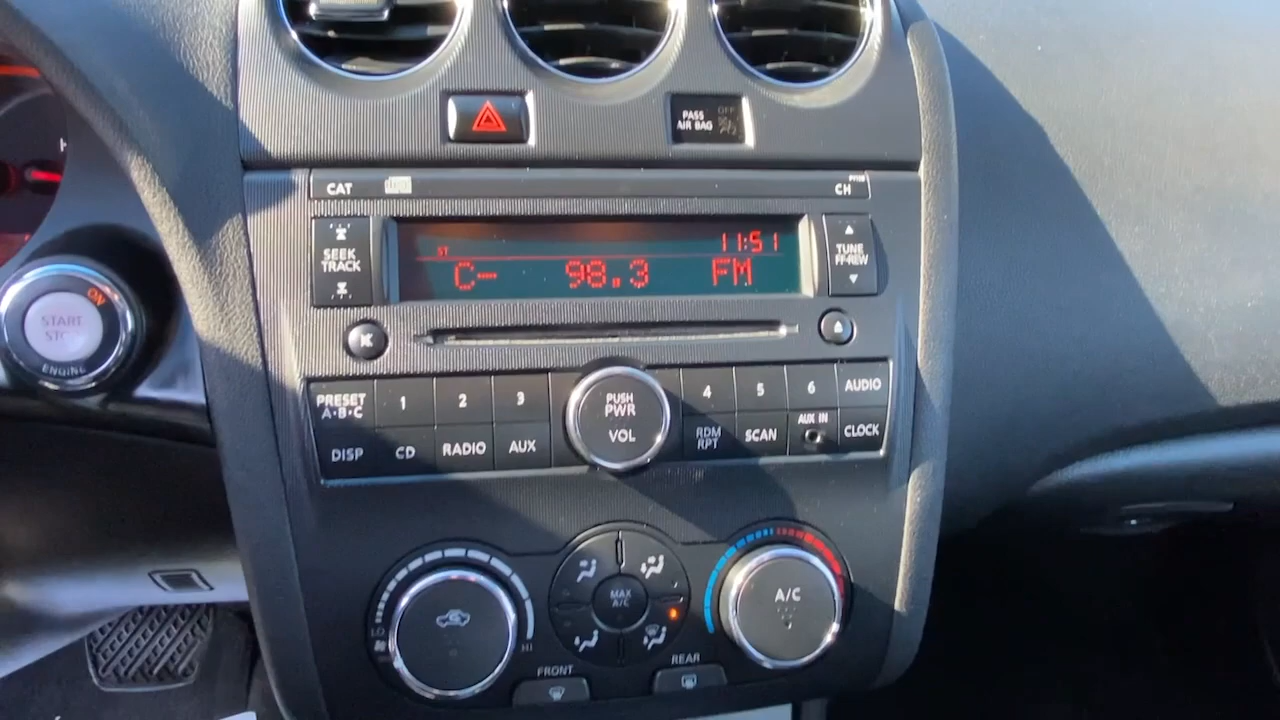 H
PASS
AIR BAG
OFF
CAT
CH
SEEK
TRACK
ST
11:51
C- 98.3 FM
TUNE
FF·REW
ON
START
STOP
ENGINE
PRESET
A·B·C
1
2
3
PUSH
PWR
VOL
4
5
6
AUDIO
DISP
CD
RADIO
AUX
RDM
RPT
SCAN
AUX IN
CLOCK
MAX
A/C
A/C
LO
HI
FRONT
REAR